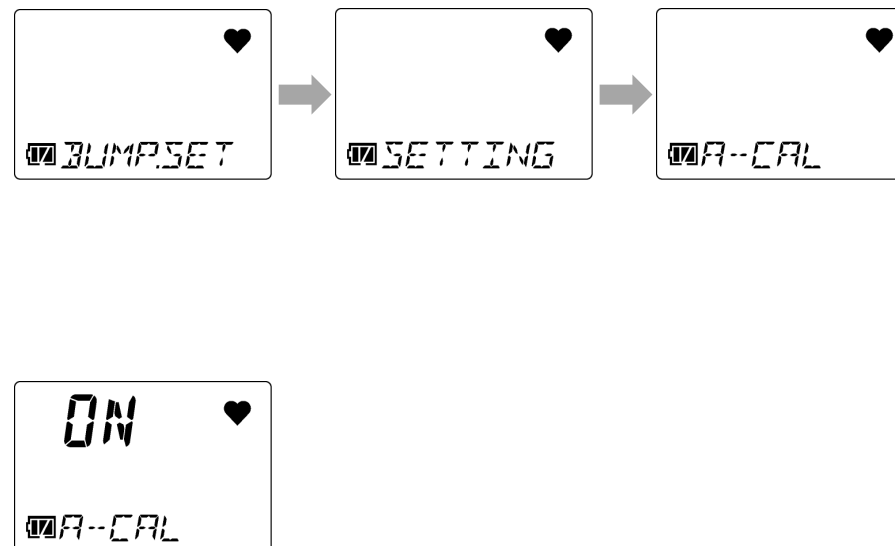 BUMP.SET
SETTING
A--CAL
ON
A--CAL